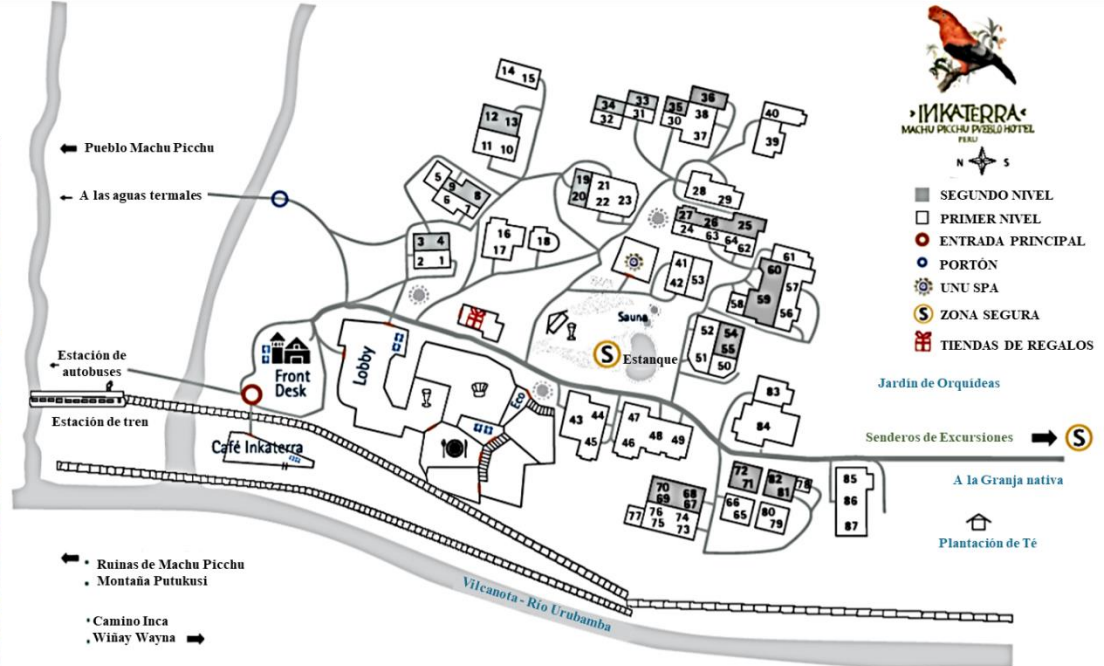 INKATERRA
MACHU PICCHU PUEBLO HOTEL
PERU
N S
SEGUNDO NIVEL
PRIMER NIVEL
ENTRADA PRINCIPAL
PORTÓN
UNU SPA
S ZONA SEGURA
TIENDAS DE REGALOS
Pueblo Machu Picchu
A las aguas termales
Estación de
autobuses
Estación de tren
Front
Desk
Lobby
Café Inkaterra
Eco
Sauna
S Estanque
Jardín de Orquídeas
Senderos de Excursiones S
A la Granja nativa
Plantación de Té
Ruinas de Machu Picchu
Montaña Putukusi
Camino Inca
Wiñay Wayna
Vilcanota - Río Urubamba
14 15
12 13
11 10
5 9 8
6 7
3 4
2 1
16
17
18
19 21
20 22 23
34 33
32 31
35 36
30 38
37
40
39
28
29
27 26 25
24 63 64 62
41
42 53
61
60
57
58 59 56
52 54
55
51 50
43 44
45
47
46 48 49
83
84
70 68
69 67
77 76 74
75 73
72
71
82
81 78
66
65
80
79
85
86
87